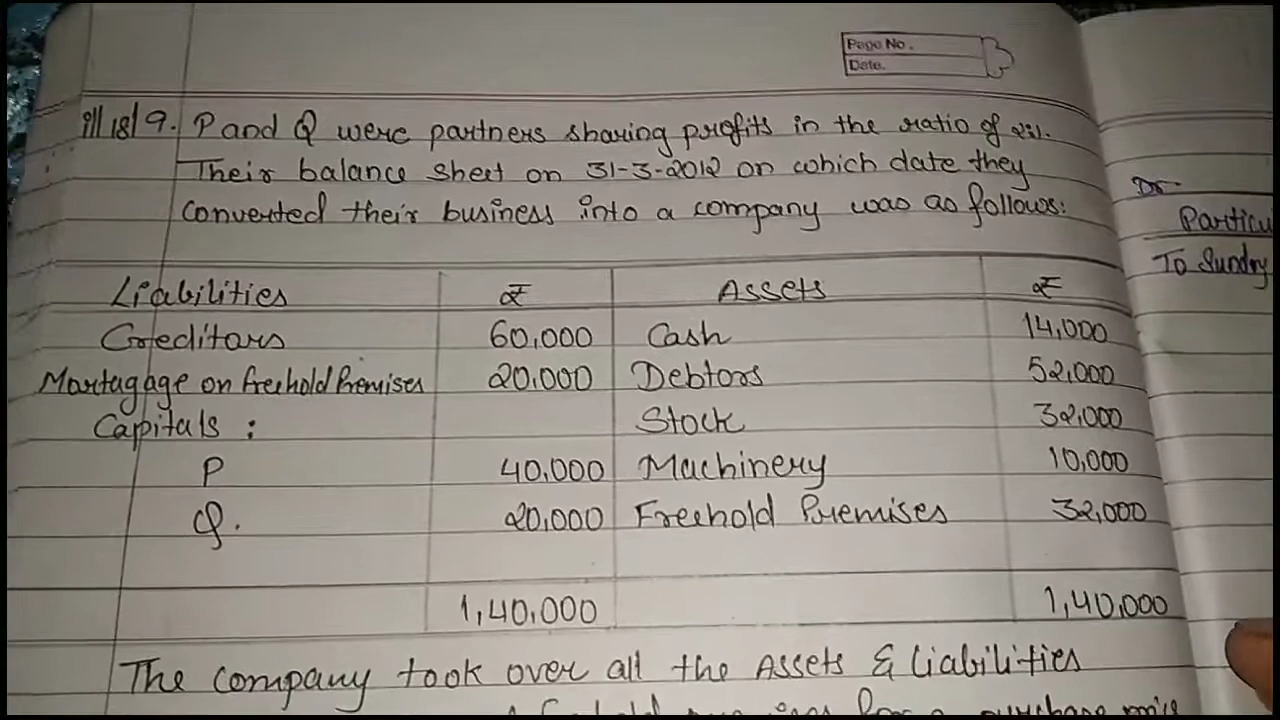 Page No.
Date.
ill 18/9. P and Q were partners sharing profits in the ratio of 2:1.
Their balance sheet on 31-3-2012 on which date they
Converted their business into a company was as follows:
Liabilities ₹ Assets ₹
Creditors 60,000 Cash 14,000
Mortagage on freehold Premises 20,000 Debtors 52,000
Capitals : Stock 32,000
P 40,000 Machinery 10,000
Q. 20,000 Freehold Premises 32,000
1,40,000 1,40,000
The company took over all the Assets & Liabilities
purchase
Dr.
Particu
To Sundry